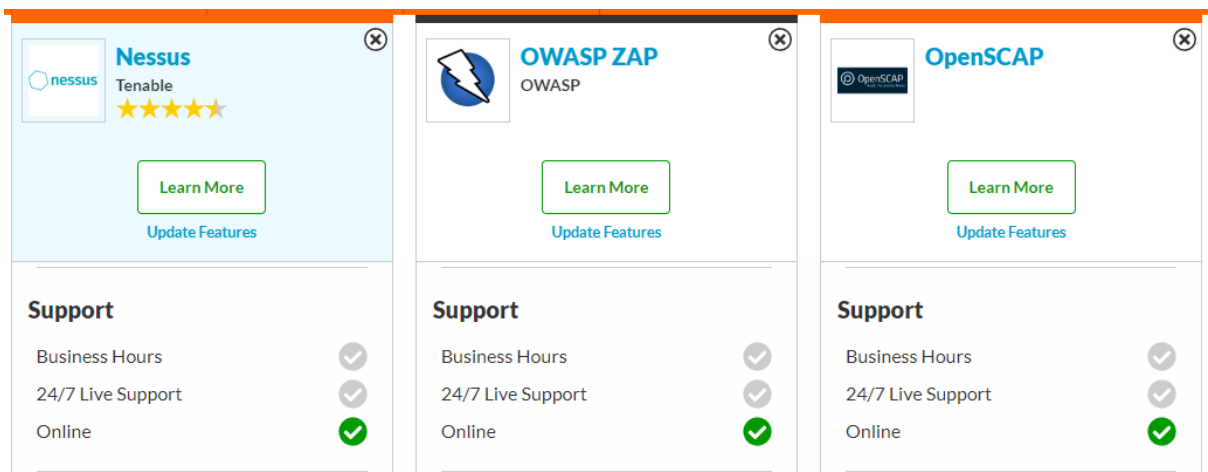 nessus
Nessus
Tenable
Learn More
Update Features
Support
Business Hours
24/7 Live Support
Online
OWASP ZAP
OWASP
Learn More
Update Features
Support
Business Hours
24/7 Live Support
Online
OpenSCAP
OpenSCAP
Learn More
Update Features
Support
Business Hours
24/7 Live Support
Online